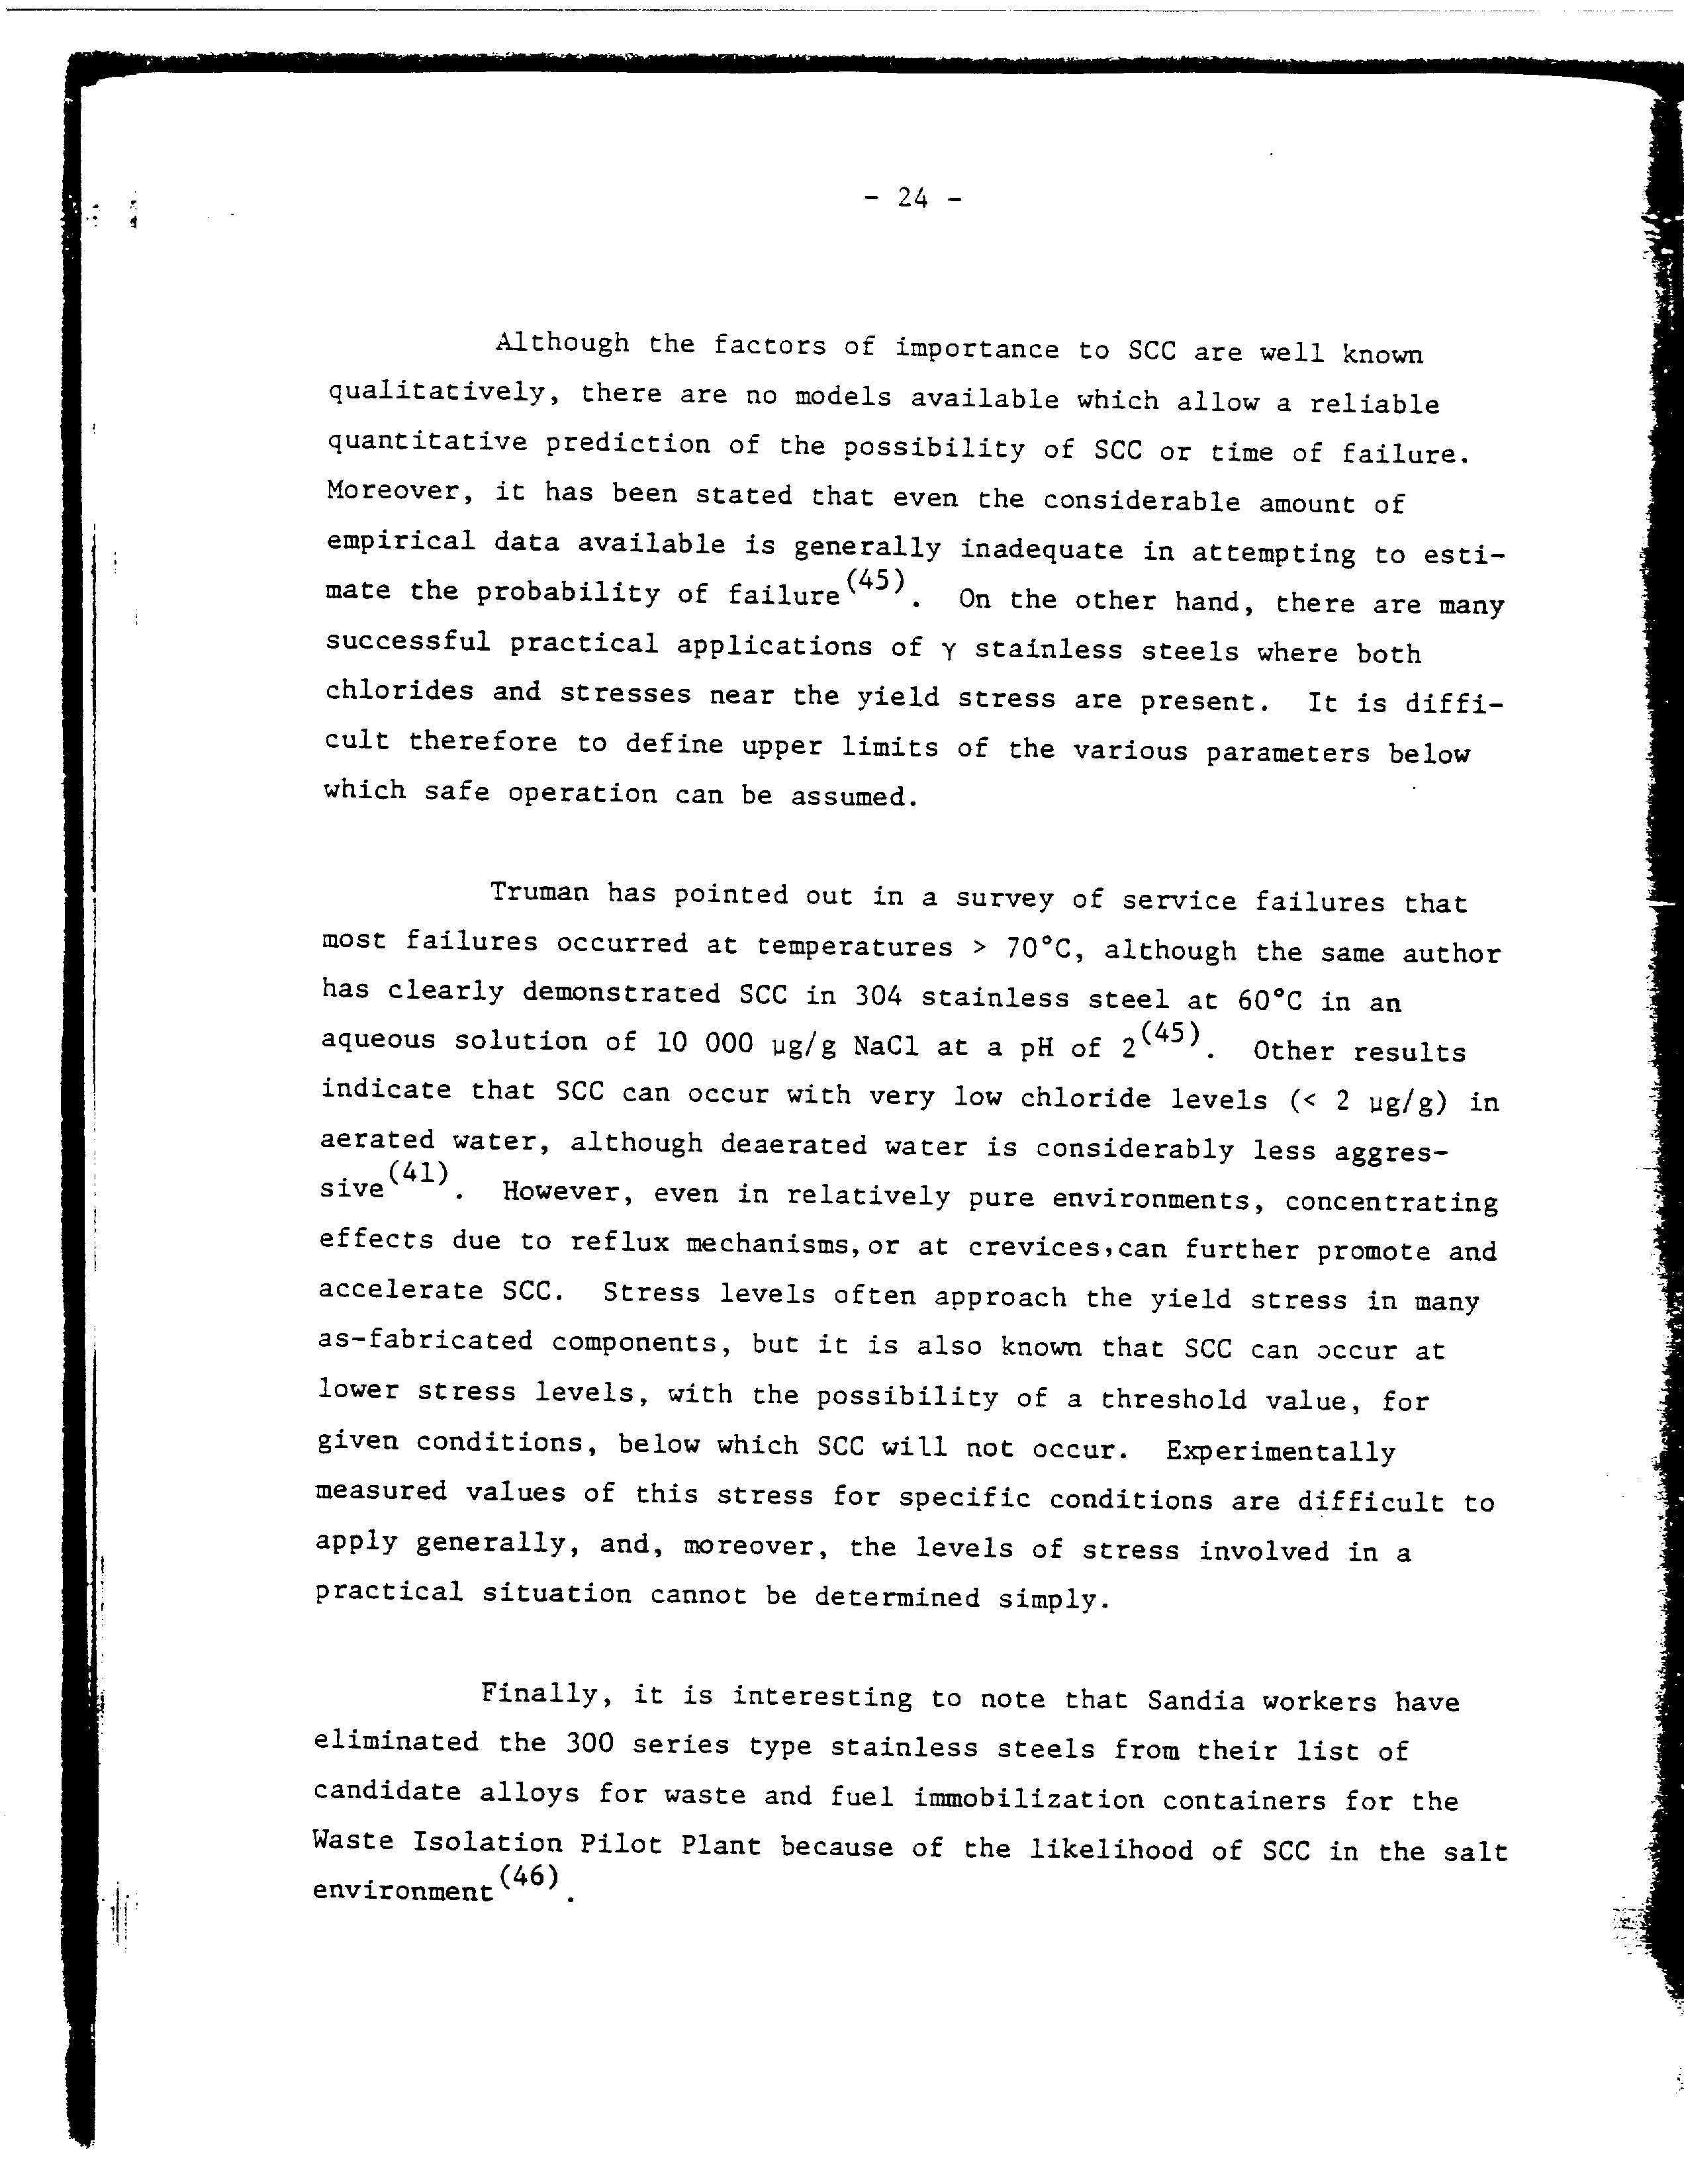 - 24 -
Although the factors of importance to SCC are well known
qualitatively, there are no models available which allow a reliable
quantitative prediction of the possibility of SCC or time of failure.
Moreover, it has been stated that even the considerable amount of
empirical data available is generally inadequate in attempting to esti-
mate the probability of failure(45). On the other hand, there are many
successful practical applications of γ stainless steels where both
chlorides and stresses near the yield stress are present. It is diffi-
cult therefore to define upper limits of the various parameters below
which safe operation can be assumed.
Truman has pointed out in a survey of service failures that
most failures occurred at temperatures > 70°C, although the same author
has clearly demonstrated SCC in 304 stainless steel at 60°C in an
aqueous solution of 10 000 µg/g NaCl at a pH of 2(45). Other results
indicate that SCC can occur with very low chloride levels (< 2 µg/g) in
aerated water, although deaerated water is considerably less aggres-
sive(41). However, even in relatively pure environments, concentrating
effects due to reflux mechanisms, or at crevices, can further promote and
accelerate SCC. Stress levels often approach the yield stress in many
as-fabricated components, but it is also known that SCC can occur at
lower stress levels, with the possibility of a threshold value, for
given conditions, below which SCC will not occur. Experimentally
measured values of this stress for specific conditions are difficult to
apply generally, and, moreover, the levels of stress involved in a
practical situation cannot be determined simply.
Finally, it is interesting to note that Sandia workers have
eliminated the 300 series type stainless steels from their list of
candidate alloys for waste and fuel immobilization containers for the
Waste Isolation Pilot Plant because of the likelihood of SCC in the salt
environment(46).